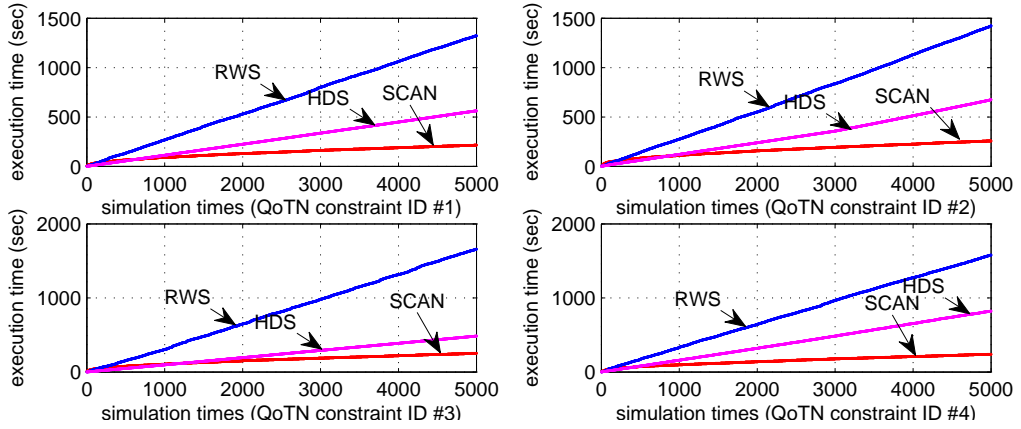 1500
1000
500
0
execution time (sec)
RWS
HDS
SCAN
0 1000 2000 3000 4000 5000
simulation times (QoTN constraint ID #1)
1500
1000
500
0
execution time (sec)
RWS
HDS
SCAN
0 1000 2000 3000 4000 5000
simulation times (QoTN constraint ID #2)
2000
1000
0
execution time (sec)
RWS
HDS
SCAN
0 1000 2000 3000 4000 5000
simulation times (QoTN constraint ID #3)
2000
1000
0
execution time (sec)
RWS
HDS
SCAN
0 1000 2000 3000 4000 5000
simulation times (QoTN constraint ID #4)